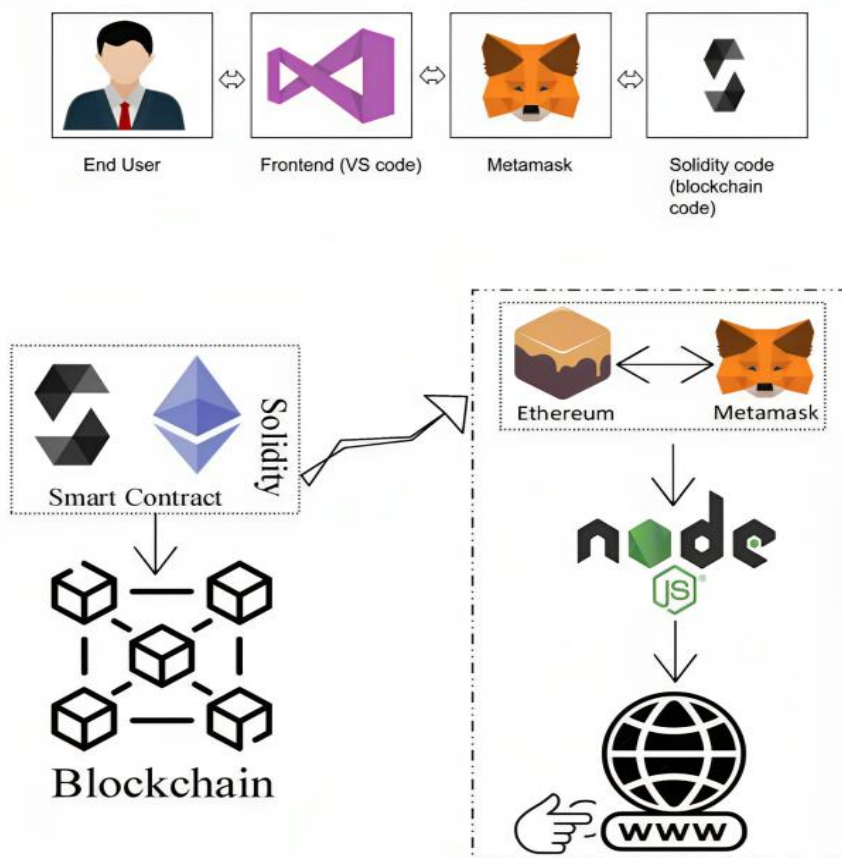 End User
Frontend (VS code)
Metamask
Solidity code
(blockchain
code)
Smart Contract
Solidity
Blockchain
Ethereum
Metamask
node
JS®
www